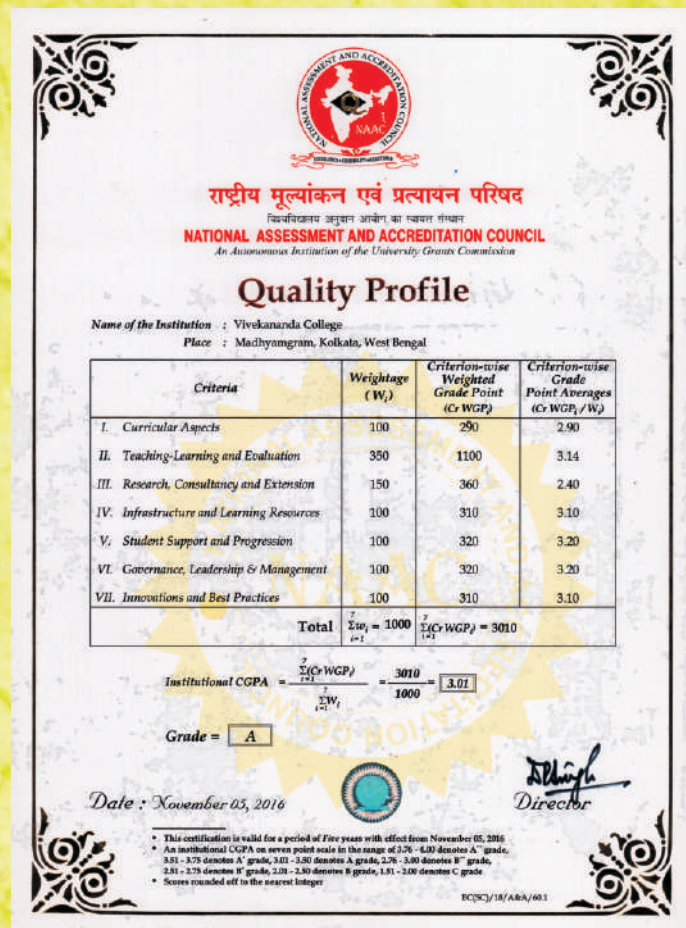 NATIONAL ASSESSMENT AND ACCREDITATION COUNCIL
NAAC
राष्ट्रीय मूल्यांकन एवं प्रत्यायन परिषद
विश्वविद्यालय अनुदान आयोग का स्वायत्त संस्थान
NATIONAL ASSESSMENT AND ACCREDITATION COUNCIL
An Autonomous Institution of the University Grants Commission
Quality Profile
Name of the Institution : Vivekananda College
Place : Madhyamgram, Kolkata, West Bengal
Criteria Weightage (Wi) Criterion-wise Weighted Grade Point (Cr WGPi) Criterion-wise Grade Point Averages (Cr WGPi / Wi)
I. Curricular Aspects 100 290 2.90
II. Teaching-Learning and Evaluation 350 1100 3.14
III. Research, Consultancy and Extension 150 360 2.40
IV. Infrastructure and Learning Resources 100 310 3.10
V. Student Support and Progression 100 320 3.20
VI. Governance, Leadership & Management 100 320 3.20
VII. Innovations and Best Practices 100 310 3.10
Total Σwi = 1000 Σ(Cr WGPi) = 3010
Institutional CGPA = Σ(Cr WGPi) / ΣWi = 3010 / 1000 = 3.01
Grade = A
Date : November 05, 2016
Director
* This certification is valid for a period of Five years with effect from November 05, 2016
* An institutional CGPA on seven point scale in the range of 3.76 - 4.00 denotes A++ grade,
3.51 - 3.75 denotes A+ grade, 3.01 - 3.50 denotes A grade, 2.76 - 3.00 denotes B++ grade,
2.51 - 2.75 denotes B+ grade, 2.01 - 2.50 denotes B grade, 1.51 - 2.00 denotes C grade
* Scores rounded off to the nearest integer
EC(SC)/18/A&A/60.1